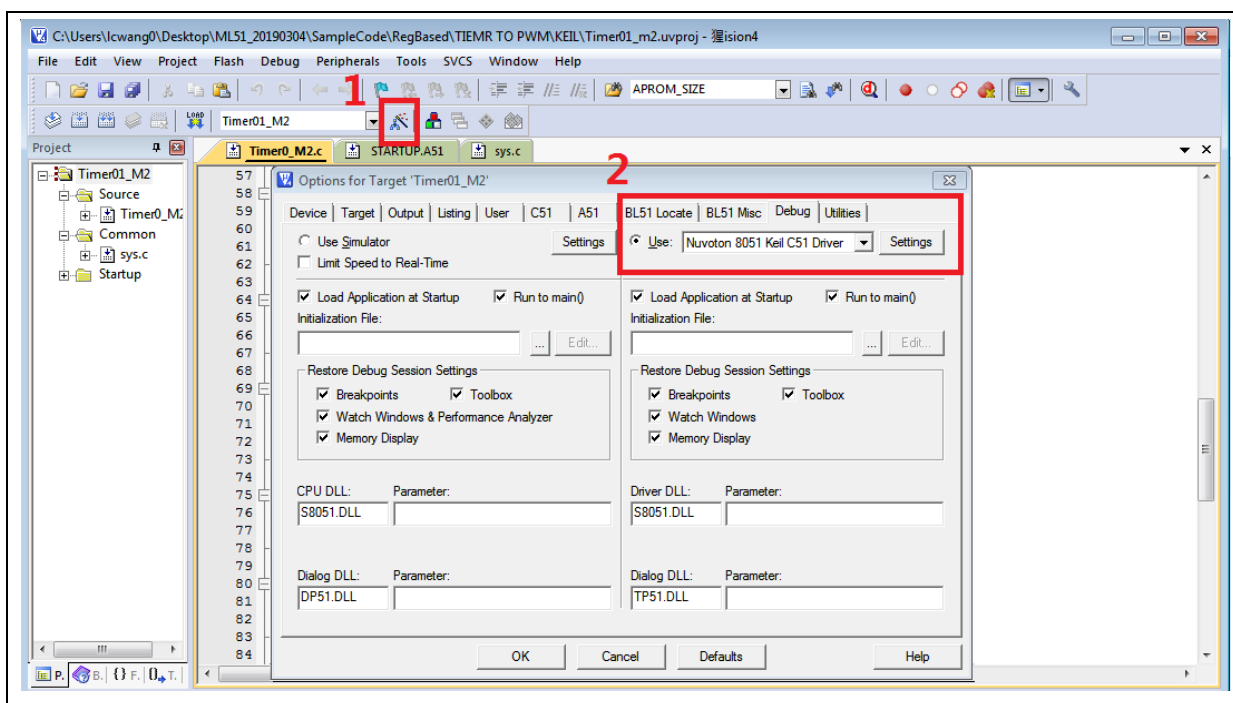 C:\Users\lcwang0\Desktop\ML51_20190304\SampleCode\RegBased\TIEMR TO PWM\KEIL\Timer01_m2.uvproj - 猩ision4
File Edit View Project Flash Debug Peripherals Tools SVCS Window Help
1
APROM_SIZE
LOAD
Timer01_M2
Project
Timer0_M2.c STARTUP.A51 sys.c
2
Timer01_M2
Source
Timer0_M2
Common
sys.c
Startup
57
58
59
60
61
62
63
64
65
66
67
68
69
70
71
72
73
74
75
76
77
78
79
80
81
82
83
84
Options for Target 'Timer01_M2'
Device Target Output Listing User C51 A51 BL51 Locate BL51 Misc Debug Utilities
Use Simulator Settings Use: Nuvoton 8051 Keil C51 Driver Settings
Limit Speed to Real-Time
Load Application at Startup Run to main() Load Application at Startup Run to main()
Initialization File: Initialization File:
... Edit... ... Edit...
Restore Debug Session Settings Restore Debug Session Settings
Breakpoints Toolbox Breakpoints Toolbox
Watch Windows & Performance Analyzer Watch Windows
Memory Display Memory Display
CPU DLL: Parameter: Driver DLL: Parameter:
S8051.DLL S8051.DLL
Dialog DLL: Parameter: Dialog DLL: Parameter:
DP51.DLL TP51.DLL
OK Cancel Defaults Help
P. B. {} F. 0 T.